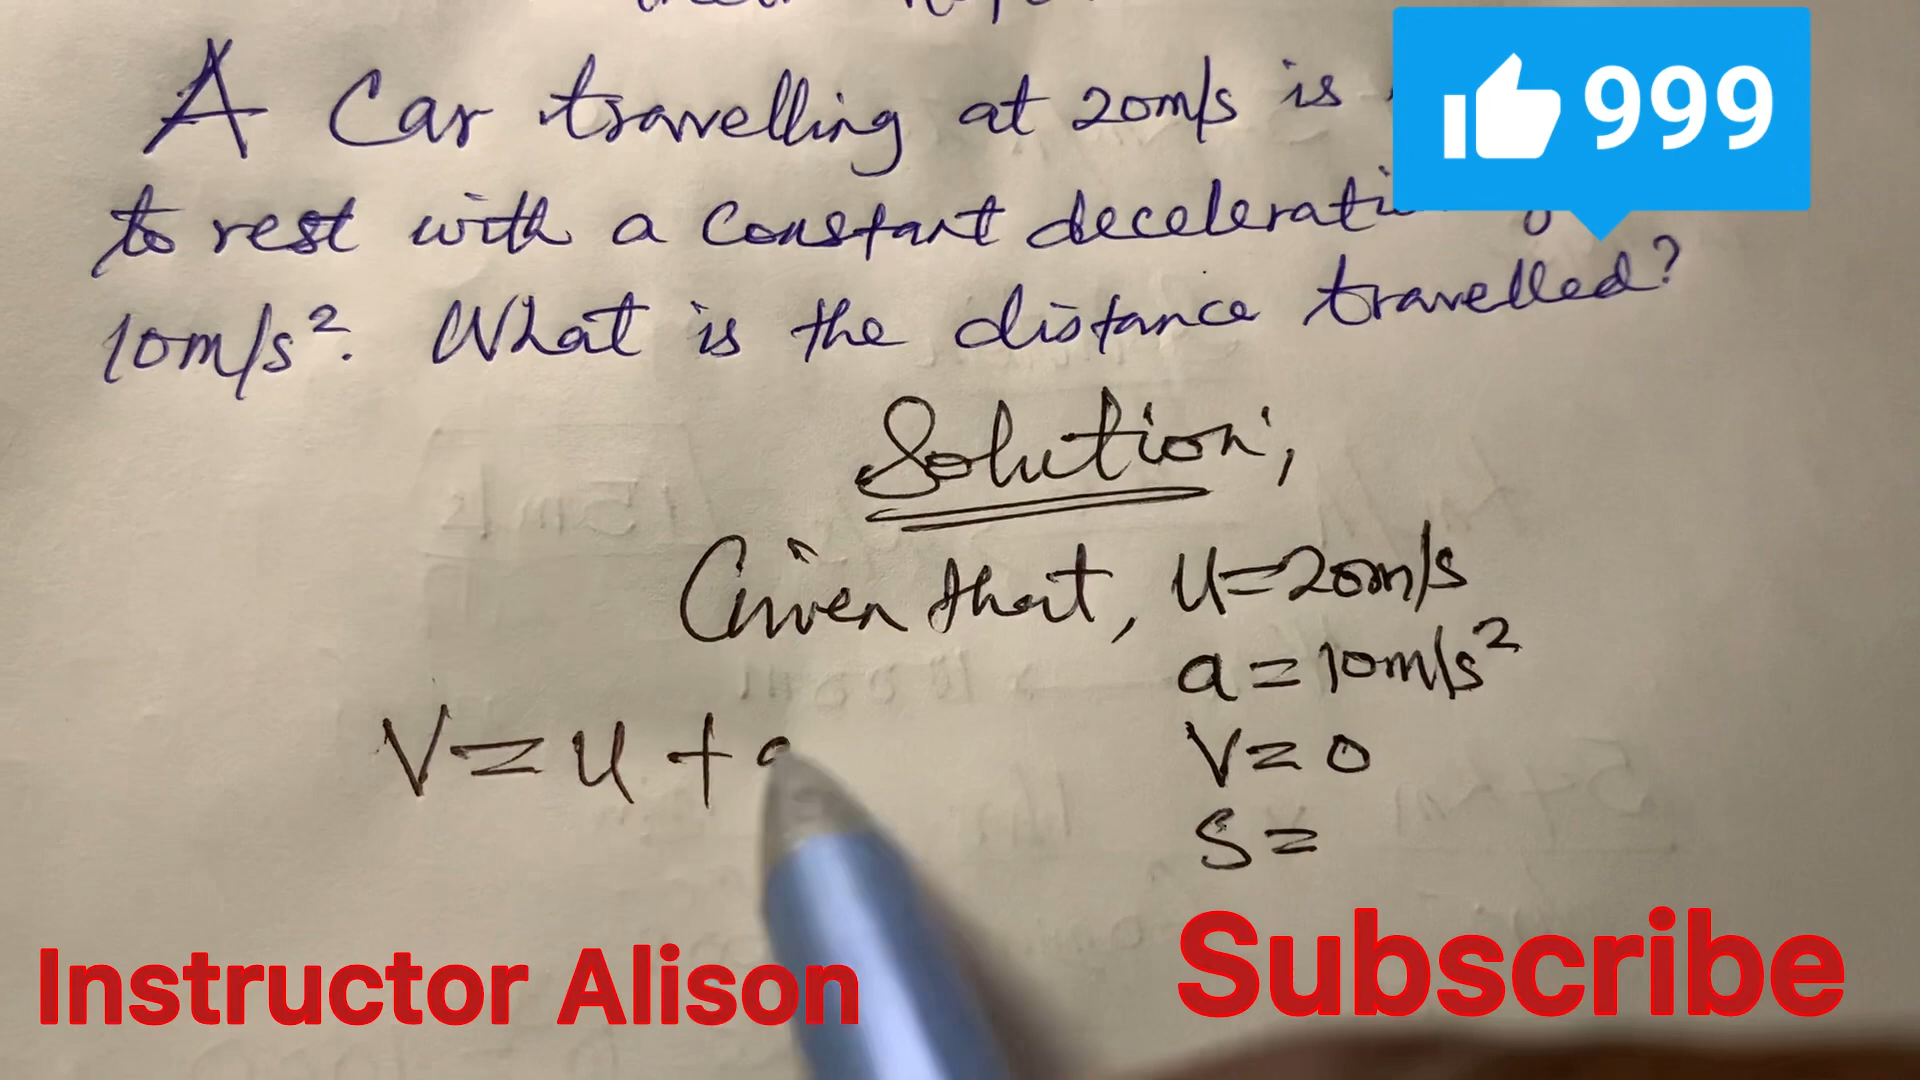 A Car travelling at 20m/s is
999
to rest with a constant decelerati
10m/s². What is the distance travelled?
Solution;
Given that, u=20m/s
a=10m/s²
V=u+a
V=0
S=
Instructor Alison
Subscribe